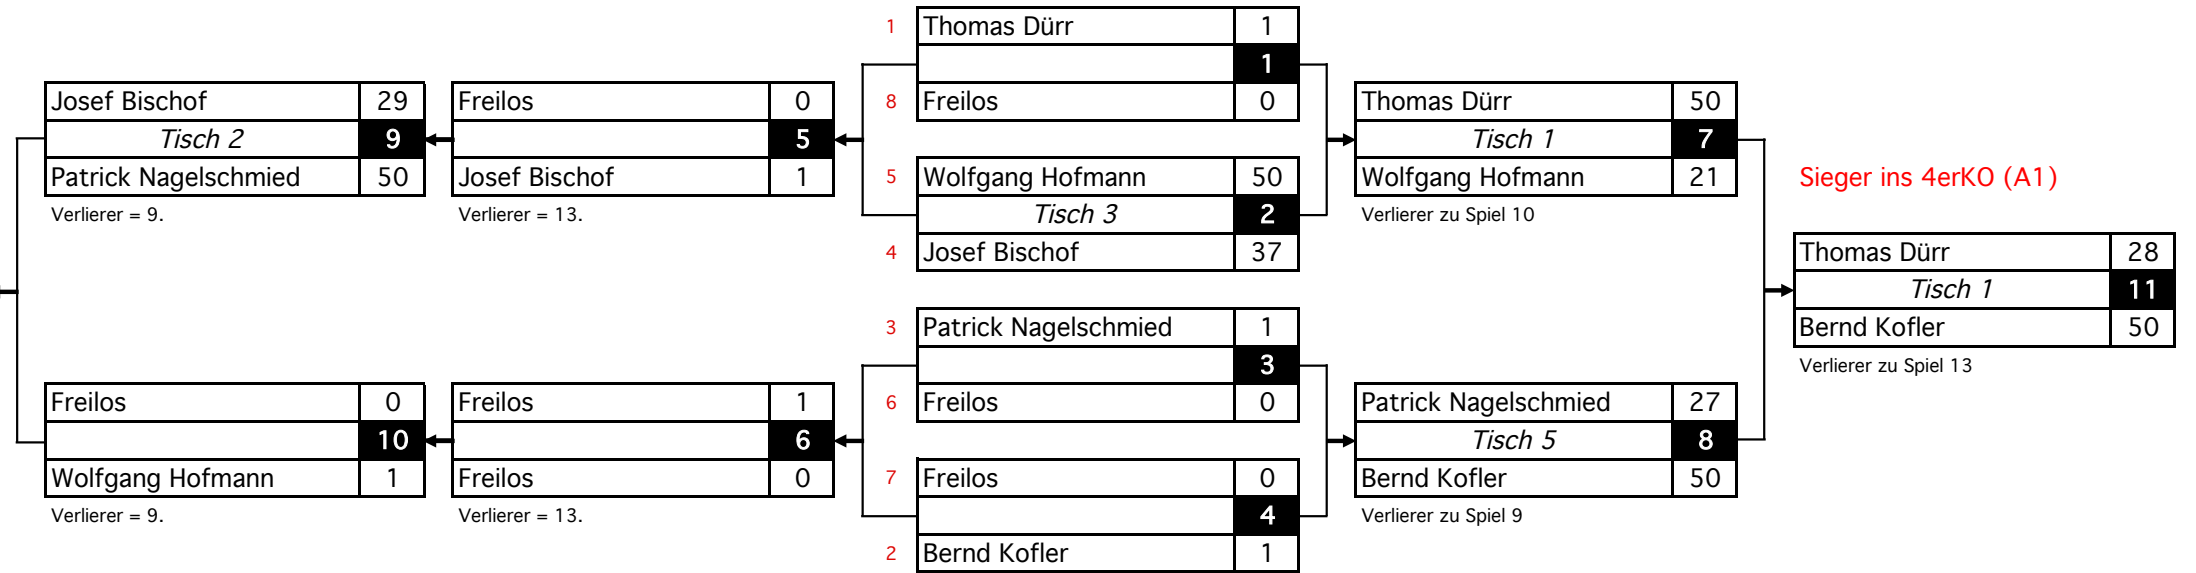 1 Thomas Dürr 1
1
8 Freilos 0
5 Wolfgang Hofmann 50
Tisch 3 2
4 Josef Bischof 37
3 Patrick Nagelschmied 1
3
6 Freilos 0
7 Freilos 0
4
2 Bernd Kofler 1
Freilos 0
5
Josef Bischof 1
Verlierer = 13.
Freilos 1
6
Freilos 0
Verlierer = 13.
Josef Bischof 29
Tisch 2 9
Patrick Nagelschmied 50
Verlierer = 9.
Freilos 0
10
Wolfgang Hofmann 1
Verlierer = 9.
Thomas Dürr 50
Tisch 1 7
Wolfgang Hofmann 21
Verlierer zu Spiel 10
Patrick Nagelschmied 27
Tisch 5 8
Bernd Kofler 50
Verlierer zu Spiel 9
Sieger ins 4erKO (A1)
Thomas Dürr 28
Tisch 1 11
Bernd Kofler 50
Verlierer zu Spiel 13